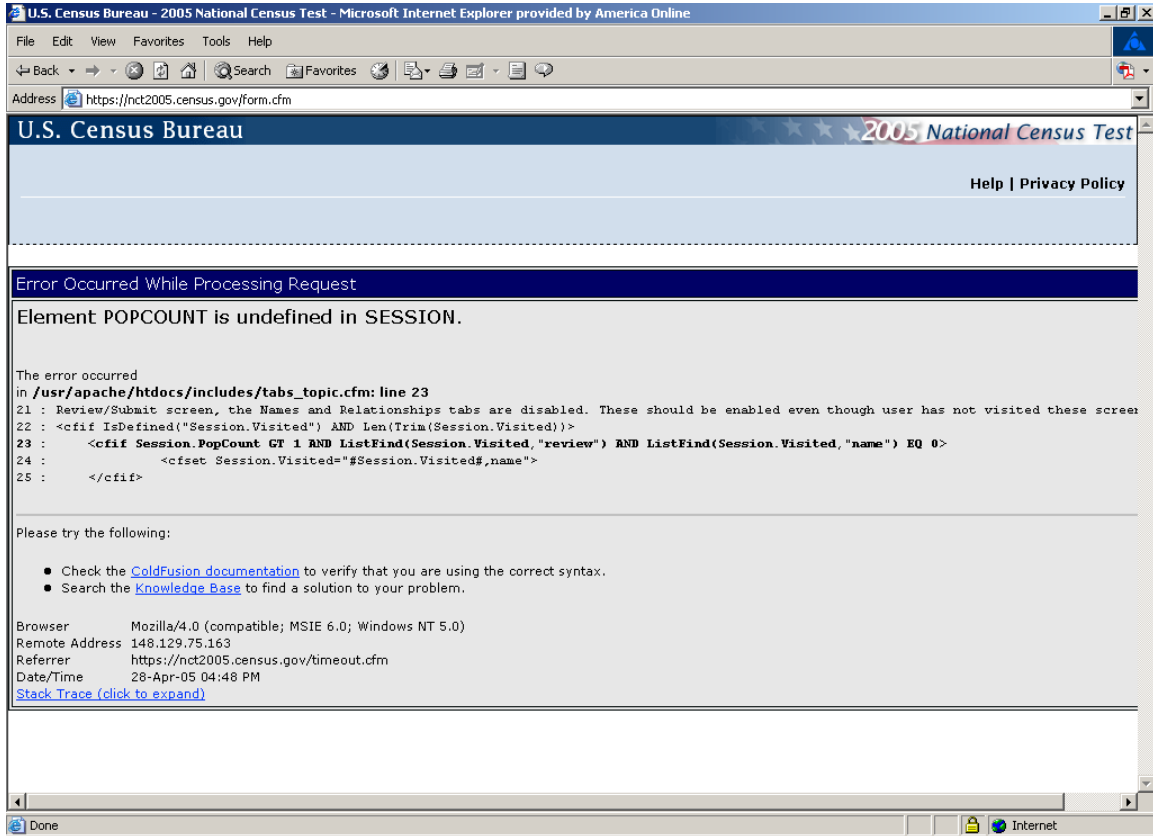 U.S. Census Bureau - 2005 National Census Test - Microsoft Internet Explorer provided by America Online
File Edit View Favorites Tools Help
Back Search Favorites
Address https://nct2005.census.gov/form.cfm
U.S. Census Bureau 2005 National Census Test
Help | Privacy Policy
Error Occurred While Processing Request
Element POPCOUNT is undefined in SESSION.
The error occurred
in /usr/apache/htdocs/includes/tabs_topic.cfm: line 23
21 : Review/Submit screen, the Names and Relationships tabs are disabled. These should be enabled even though user has not visited these screen
22 : <cfif IsDefined("Session.Visited") AND Len(Trim(Session.Visited))>
23 : <cfif Session.PopCount GT 1 AND ListFind(Session.Visited,"review") AND ListFind(Session.Visited,"name") EQ 0>
24 : <cfset Session.Visited="#Session.Visited#,name">
25 : </cfif>
Please try the following:
• Check the ColdFusion documentation to verify that you are using the correct syntax.
• Search the Knowledge Base to find a solution to your problem.
Browser Mozilla/4.0 (compatible; MSIE 6.0; Windows NT 5.0)
Remote Address 148.129.75.163
Referrer https://nct2005.census.gov/timeout.cfm
Date/Time 28-Apr-05 04:48 PM
Stack Trace (click to expand)
Done Internet